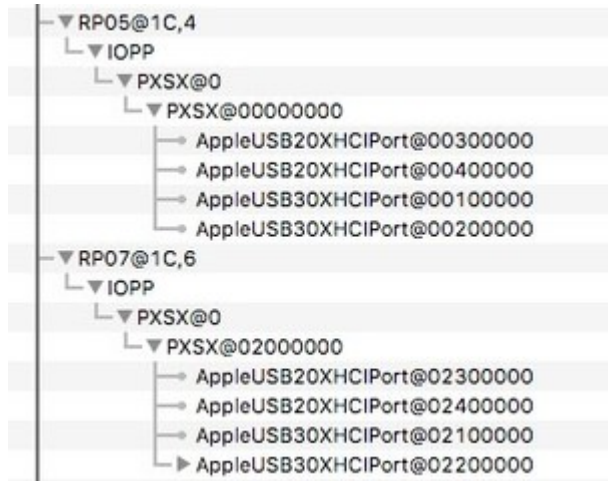 RP05@1C,4
IOPP
PXSX@0
PXSX@00000000
AppleUSB20XHCIPort@00300000
AppleUSB20XHCIPort@00400000
AppleUSB30XHCIPort@00100000
AppleUSB30XHCIPort@00200000
RP07@1C,6
IOPP
PXSX@0
PXSX@02000000
AppleUSB20XHCIPort@02300000
AppleUSB20XHCIPort@02400000
AppleUSB30XHCIPort@02100000
AppleUSB30XHCIPort@02200000